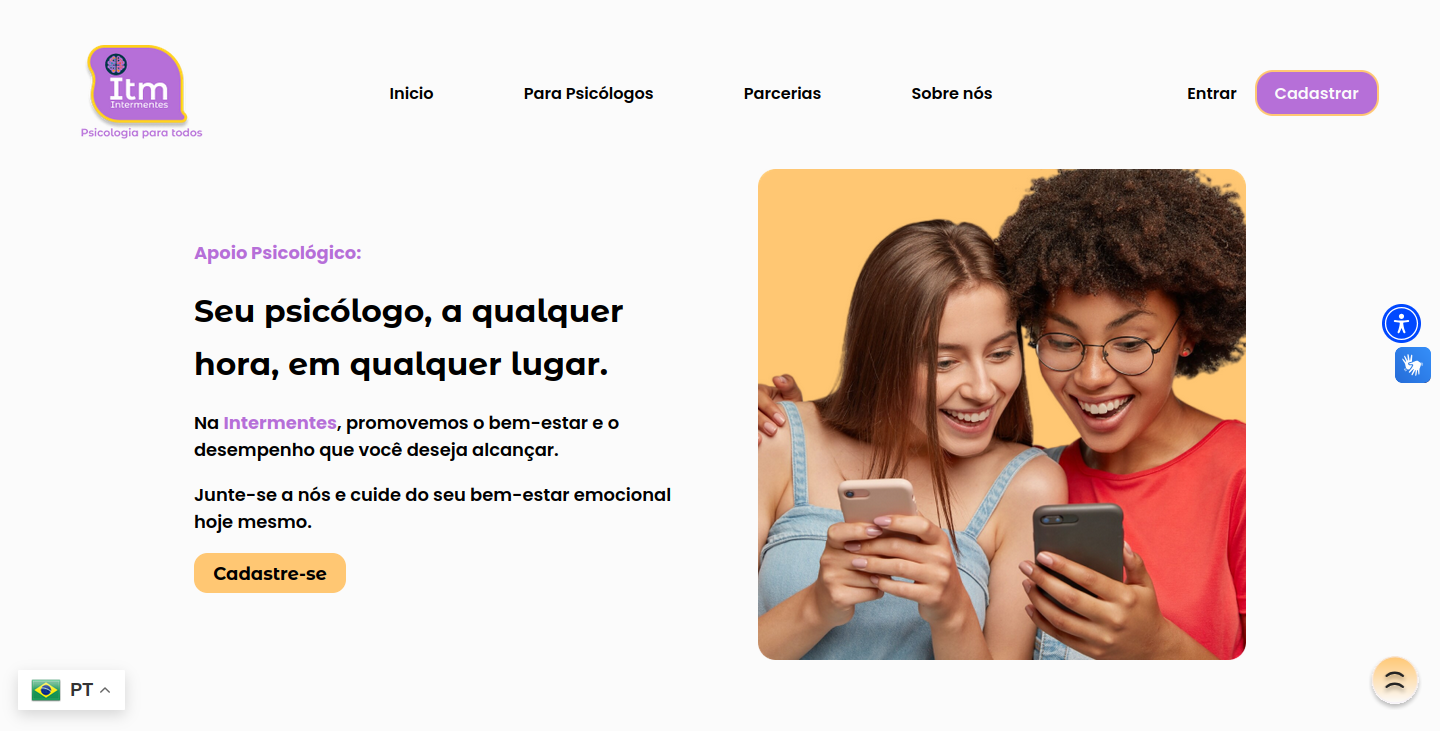 Itm
Intermentes
Psicologia para todos
Inicio
Para Psicólogos
Parcerias
Sobre nós
Entrar
Cadastrar
Apoio Psicológico:
Seu psicólogo, a qualquer
hora, em qualquer lugar.
Na Intermentes, promovemos o bem-estar e o
desempenho que você deseja alcançar.
Junte-se a nós e cuide do seu bem-estar emocional
hoje mesmo.
Cadastre-se
PT